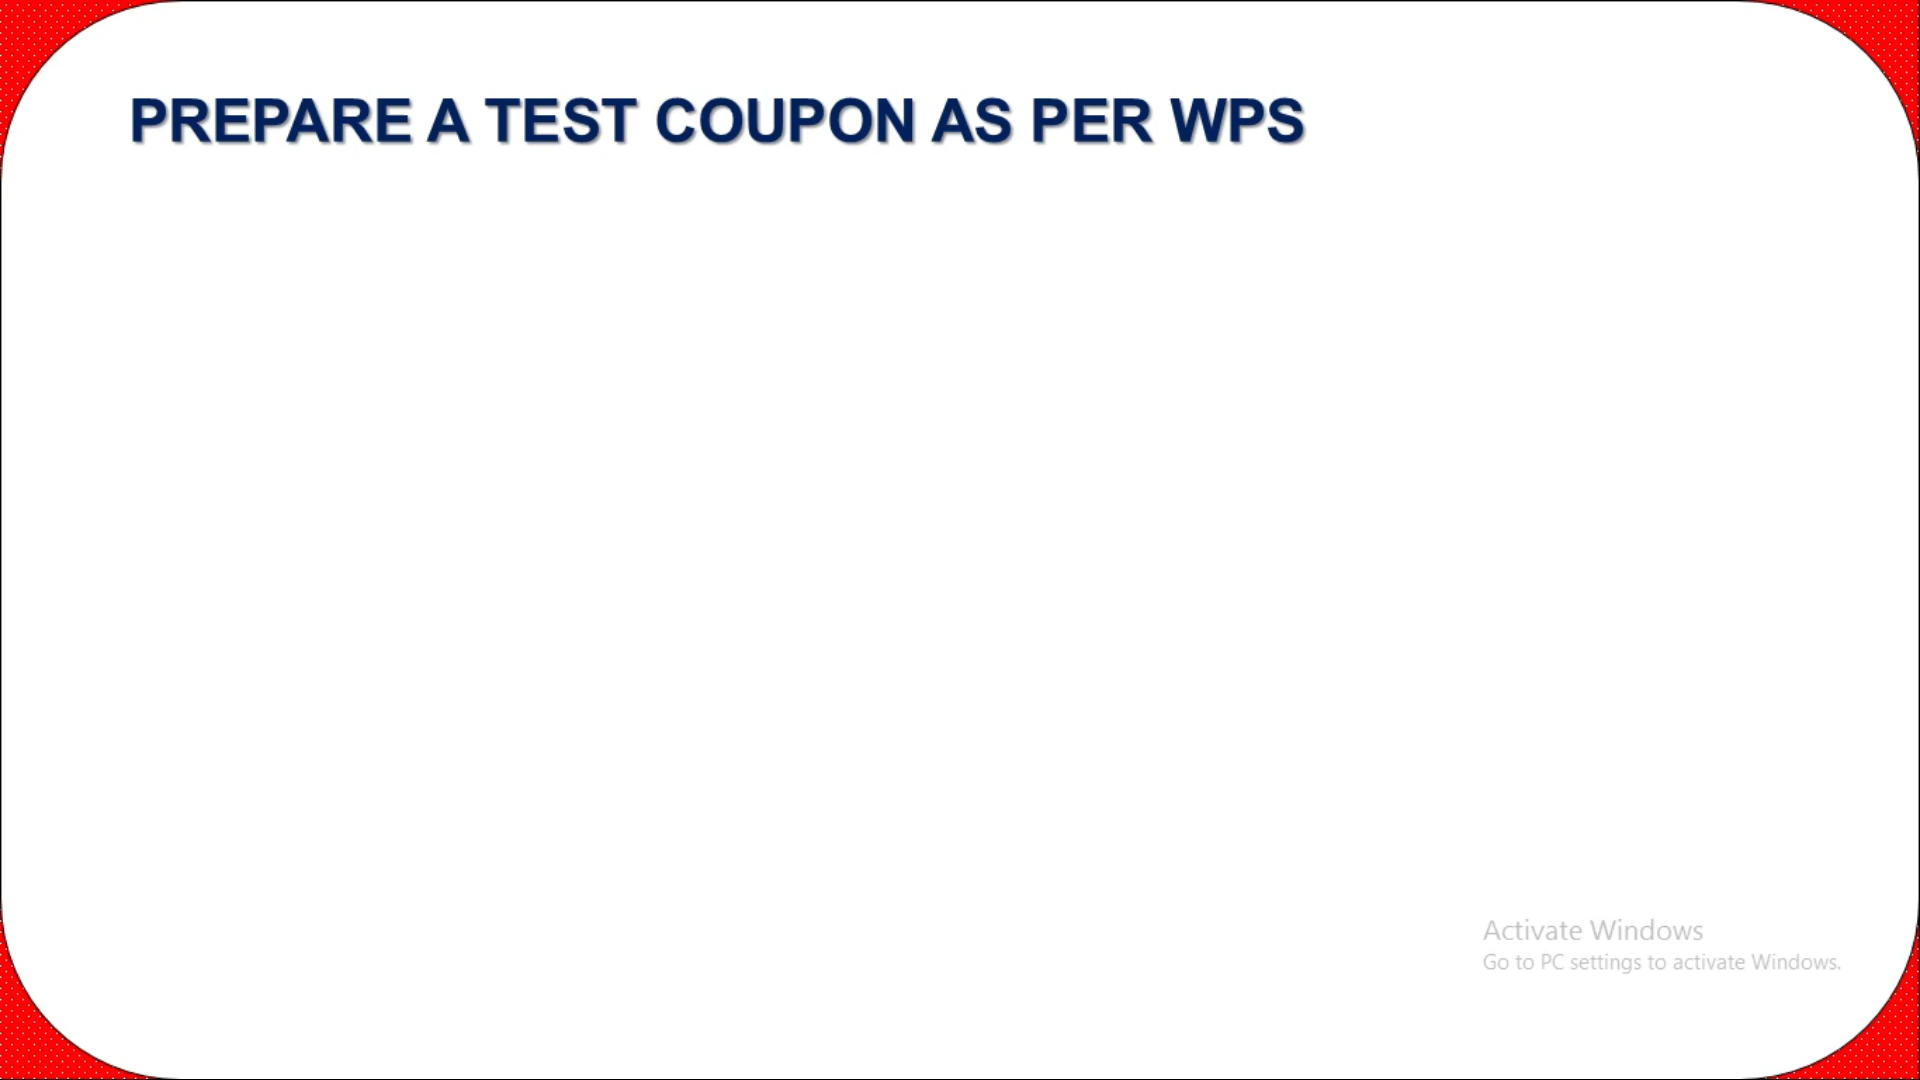 PREPARE A TEST COUPON AS PER WPS
Activate Windows
Go to PC settings to activate Windows.